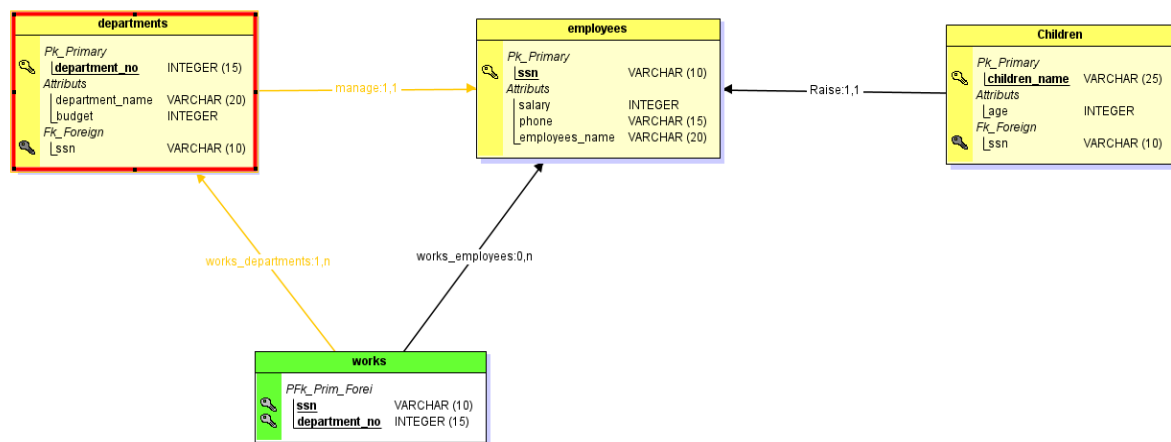 departments
Pk_Primary
department_no INTEGER (15)
Attributs
department_name VARCHAR (20)
budget INTEGER
Fk_Foreign
ssn VARCHAR (10)
manage:1,1
employees
Pk_Primary
ssn VARCHAR (10)
Attributs
salary INTEGER
phone VARCHAR (15)
employees_name VARCHAR (20)
Raise:1,1
Children
Pk_Primary
children_name VARCHAR (25)
Attributs
age INTEGER
Fk_Foreign
ssn VARCHAR (10)
works_departments:1,n
works_employees:0,n
works
PFk_Prim_Forei
ssn VARCHAR (10)
department_no INTEGER (15)